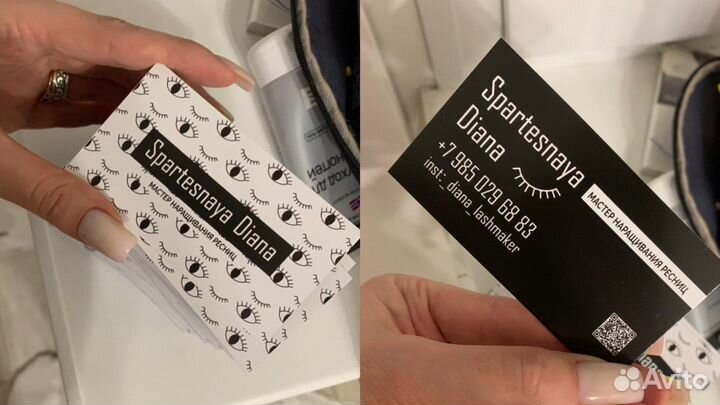 Spartesnaya Diana
МАСТЕР НАРАЩИВАНИЯ РЕСНИЦ
Spartesnaya
Diana
+7 985 029 68 83
inst:_diana_lashmaker
МАСТЕР НАРАЩИВАНИЯ РЕСНИЦ
Avito